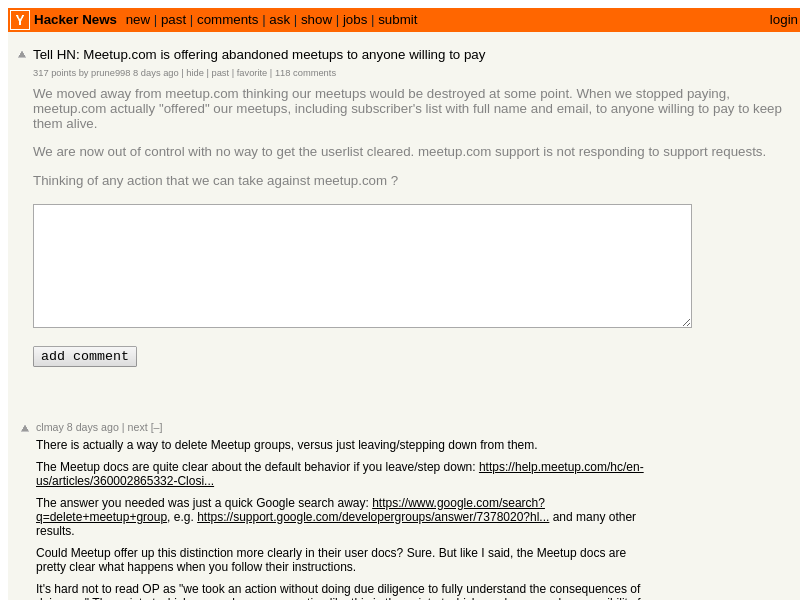 Y Hacker News new | past | comments | ask | show | jobs | submit login
Tell HN: Meetup.com is offering abandoned meetups to anyone willing to pay
317 points by prune998 8 days ago | hide | past | favorite | 118 comments
We moved away from meetup.com thinking our meetups would be destroyed at some point. When we stopped paying,
meetup.com actually "offered" our meetups, including subscriber's list with full name and email, to anyone willing to pay to keep
them alive.
We are now out of control with no way to get the userlist cleared. meetup.com support is not responding to support requests.
Thinking of any action that we can take against meetup.com ?
add comment
clmay 8 days ago | next [–]
There is actually a way to delete Meetup groups, versus just leaving/stepping down from them.
The Meetup docs are quite clear about the default behavior if you leave/step down: https://help.meetup.com/hc/en-
us/articles/360002865332-Closi...
The answer you needed was just a quick Google search away: https://www.google.com/search?
q=delete+meetup+group, e.g. https://support.google.com/developergroups/answer/7378020?hl... and many other
results.
Could Meetup offer up this distinction more clearly in their user docs? Sure. But like I said, the Meetup docs are
pretty clear what happens when you follow their instructions.
It's hard not to read OP as "we took an action without doing due diligence to fully understand the consequences of